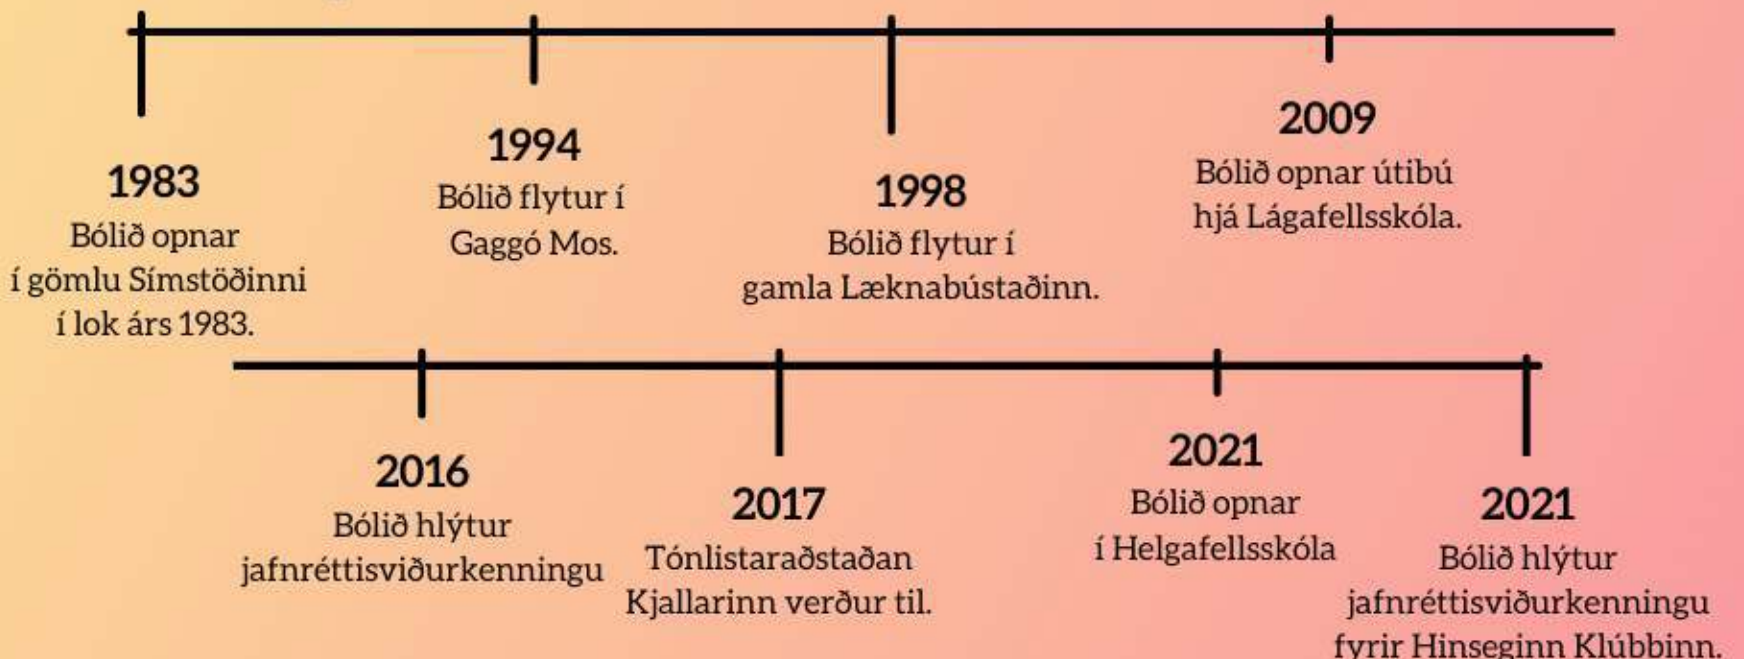 1983
Bólið opnar
í gömlu Símstöðinni
í lok árs 1983.
1994
Bólið flytur í
Gaggó Mos.
1998
Bólið flytur í
gamla Læknabústaðinn.
2009
Bólið opnar útibú
hjá Lágafellsskóla.
2016
Bólið hlýtur
jafnréttisviðurkenningu
2017
Tónlistaraðstaðan
Kjallarinn verður til.
2021
Bólið opnar
í Helgafellsskóla
2021
Bólið hlýtur
jafnréttisviðurkenningu
fyrir Hinseginn Klúbbinn.